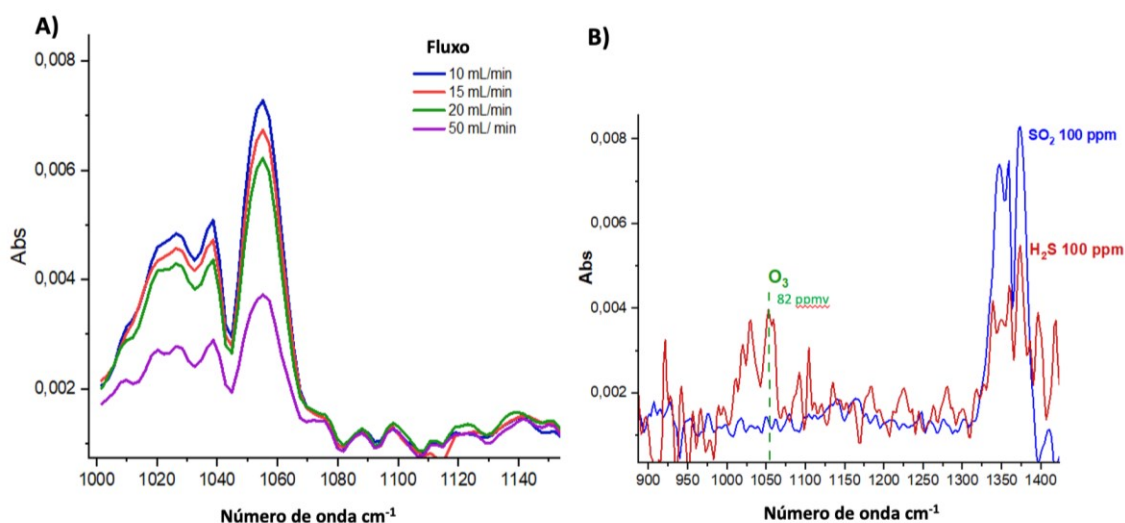 A)
Fluxo
10 mL/min
15 mL/min
20 mL/min
50 mL/ min
0,008
0,006
0,004
0,002
Abs
1000 1020 1040 1060 1080 1100 1120 1140
Número de onda cm⁻¹
B)
SO₂ 100 ppm
H₂S 100 ppm
O₃
82 ppmv
0,008
0,006
0,004
0,002
Abs
900 950 1000 1050 1100 1150 1200 1250 1300 1350 1400
Número de onda cm⁻¹